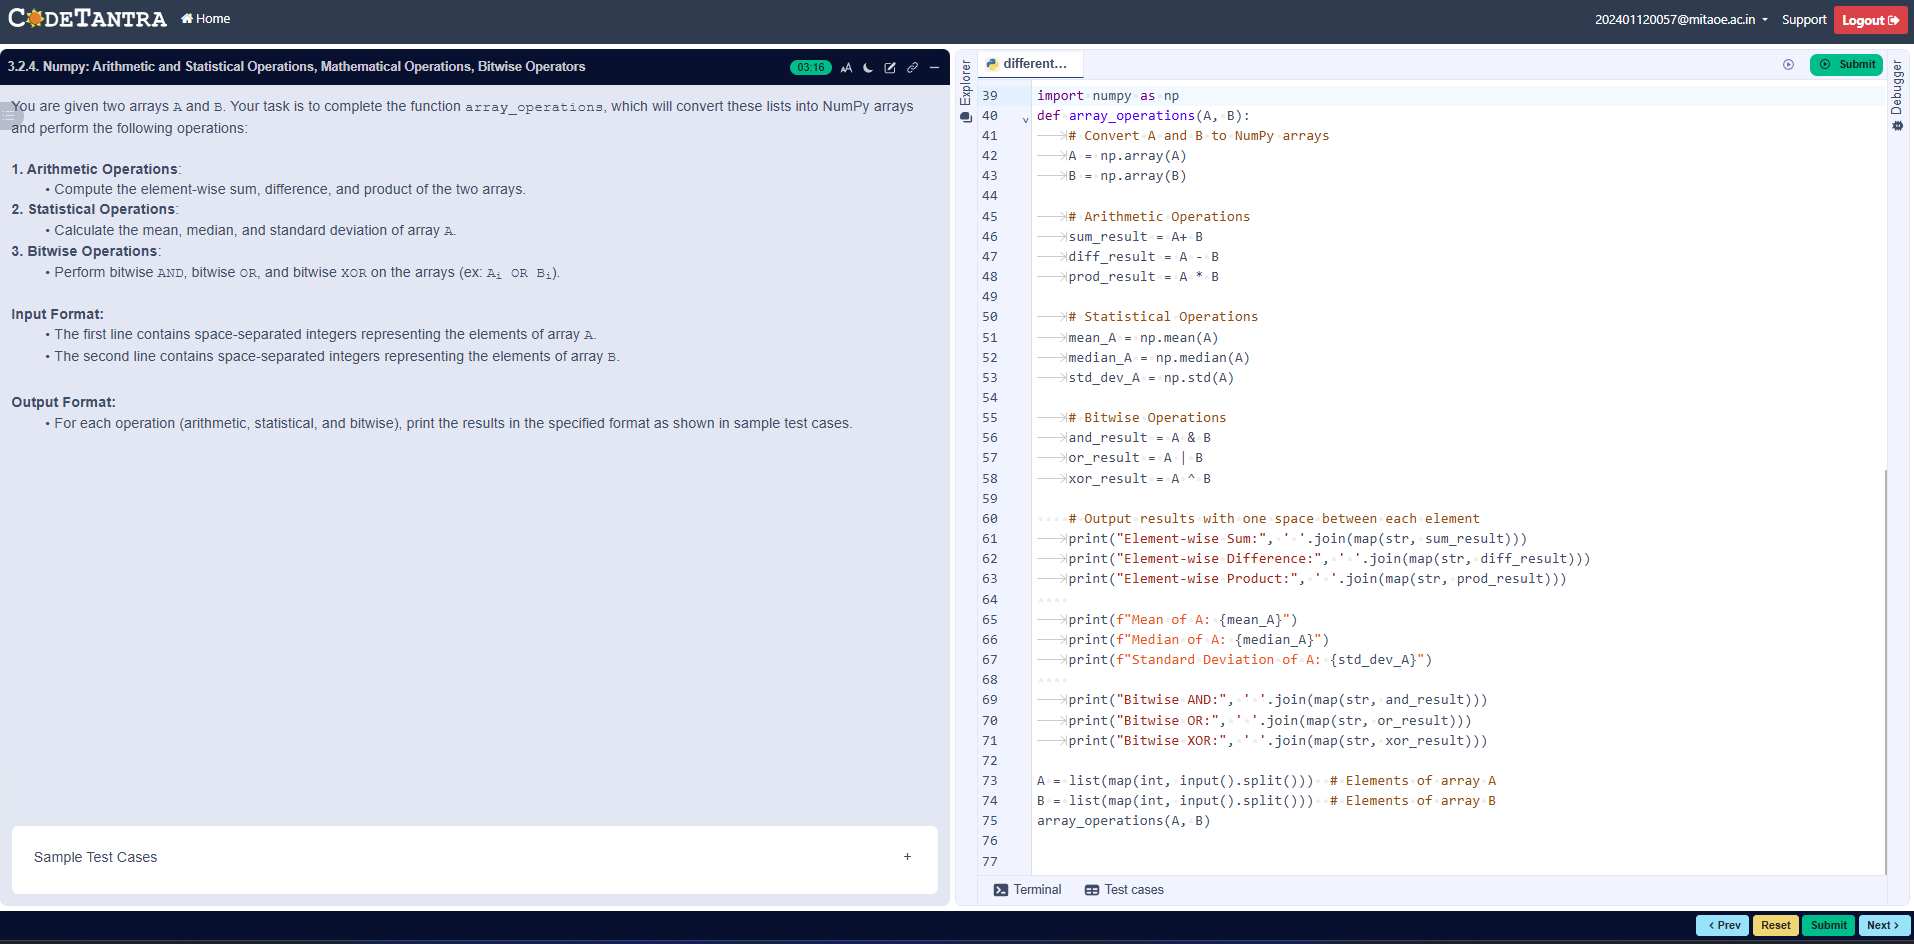 CODETANTRA Home 202401120057@mitaoe.ac.in Support Logout
3.2.4. Numpy: Arithmetic and Statistical Operations, Mathematical Operations, Bitwise Operators 03:16 AA
You are given two arrays A and B. Your task is to complete the function array_operations, which will convert these lists into NumPy arrays
and perform the following operations:
1. Arithmetic Operations:
• Compute the element-wise sum, difference, and product of the two arrays.
2. Statistical Operations:
• Calculate the mean, median, and standard deviation of array A.
3. Bitwise Operations:
• Perform bitwise AND, bitwise OR, and bitwise XOR on the arrays (ex: Ai OR Bi).
Input Format:
• The first line contains space-separated integers representing the elements of array A.
• The second line contains space-separated integers representing the elements of array B.
Output Format:
• For each operation (arithmetic, statistical, and bitwise), print the results in the specified format as shown in sample test cases.
Sample Test Cases +
Explorer
different...
Submit
Debugger
39 import numpy as np
40 def array_operations(A, B):
41 # Convert A and B to NumPy arrays
42 A = np.array(A)
43 B = np.array(B)
44
45 # Arithmetic Operations
46 sum_result = A+ B
47 diff_result = A - B
48 prod_result = A * B
49
50 # Statistical Operations
51 mean_A = np.mean(A)
52 median_A = np.median(A)
53 std_dev_A = np.std(A)
54
55 # Bitwise Operations
56 and_result = A & B
57 or_result = A | B
58 xor_result = A ^ B
59
60 # Output results with one space between each element
61 print("Element-wise Sum:", ' '.join(map(str, sum_result)))
62 print("Element-wise Difference:", ' '.join(map(str, diff_result)))
63 print("Element-wise Product:", ' '.join(map(str, prod_result)))
64
65 print(f"Mean of A: {mean_A}")
66 print(f"Median of A: {median_A}")
67 print(f"Standard Deviation of A: {std_dev_A}")
68
69 print("Bitwise AND:", ' '.join(map(str, and_result)))
70 print("Bitwise OR:", ' '.join(map(str, or_result)))
71 print("Bitwise XOR:", ' '.join(map(str, xor_result)))
72
73 A = list(map(int, input().split())) # Elements of array A
74 B = list(map(int, input().split())) # Elements of array B
75 array_operations(A, B)
76
77
Terminal Test cases
< Prev Reset Submit Next >